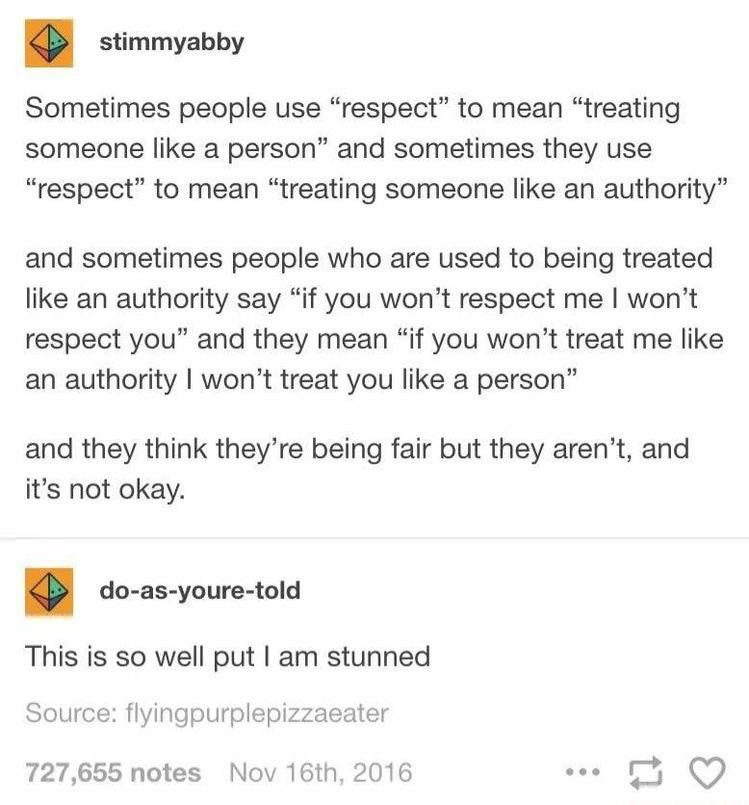 stimmyabby
Sometimes people use “respect” to mean “treating
someone like a person” and sometimes they use
“respect” to mean “treating someone like an authority”
and sometimes people who are used to being treated
like an authority say “if you won’t respect me I won’t
respect you” and they mean “if you won’t treat me like
an authority I won’t treat you like a person”
and they think they’re being fair but they aren’t, and
it’s not okay.
do-as-youre-told
This is so well put I am stunned
Source: flyingpurplepizzaeater
727,655 notes Nov 16th, 2016